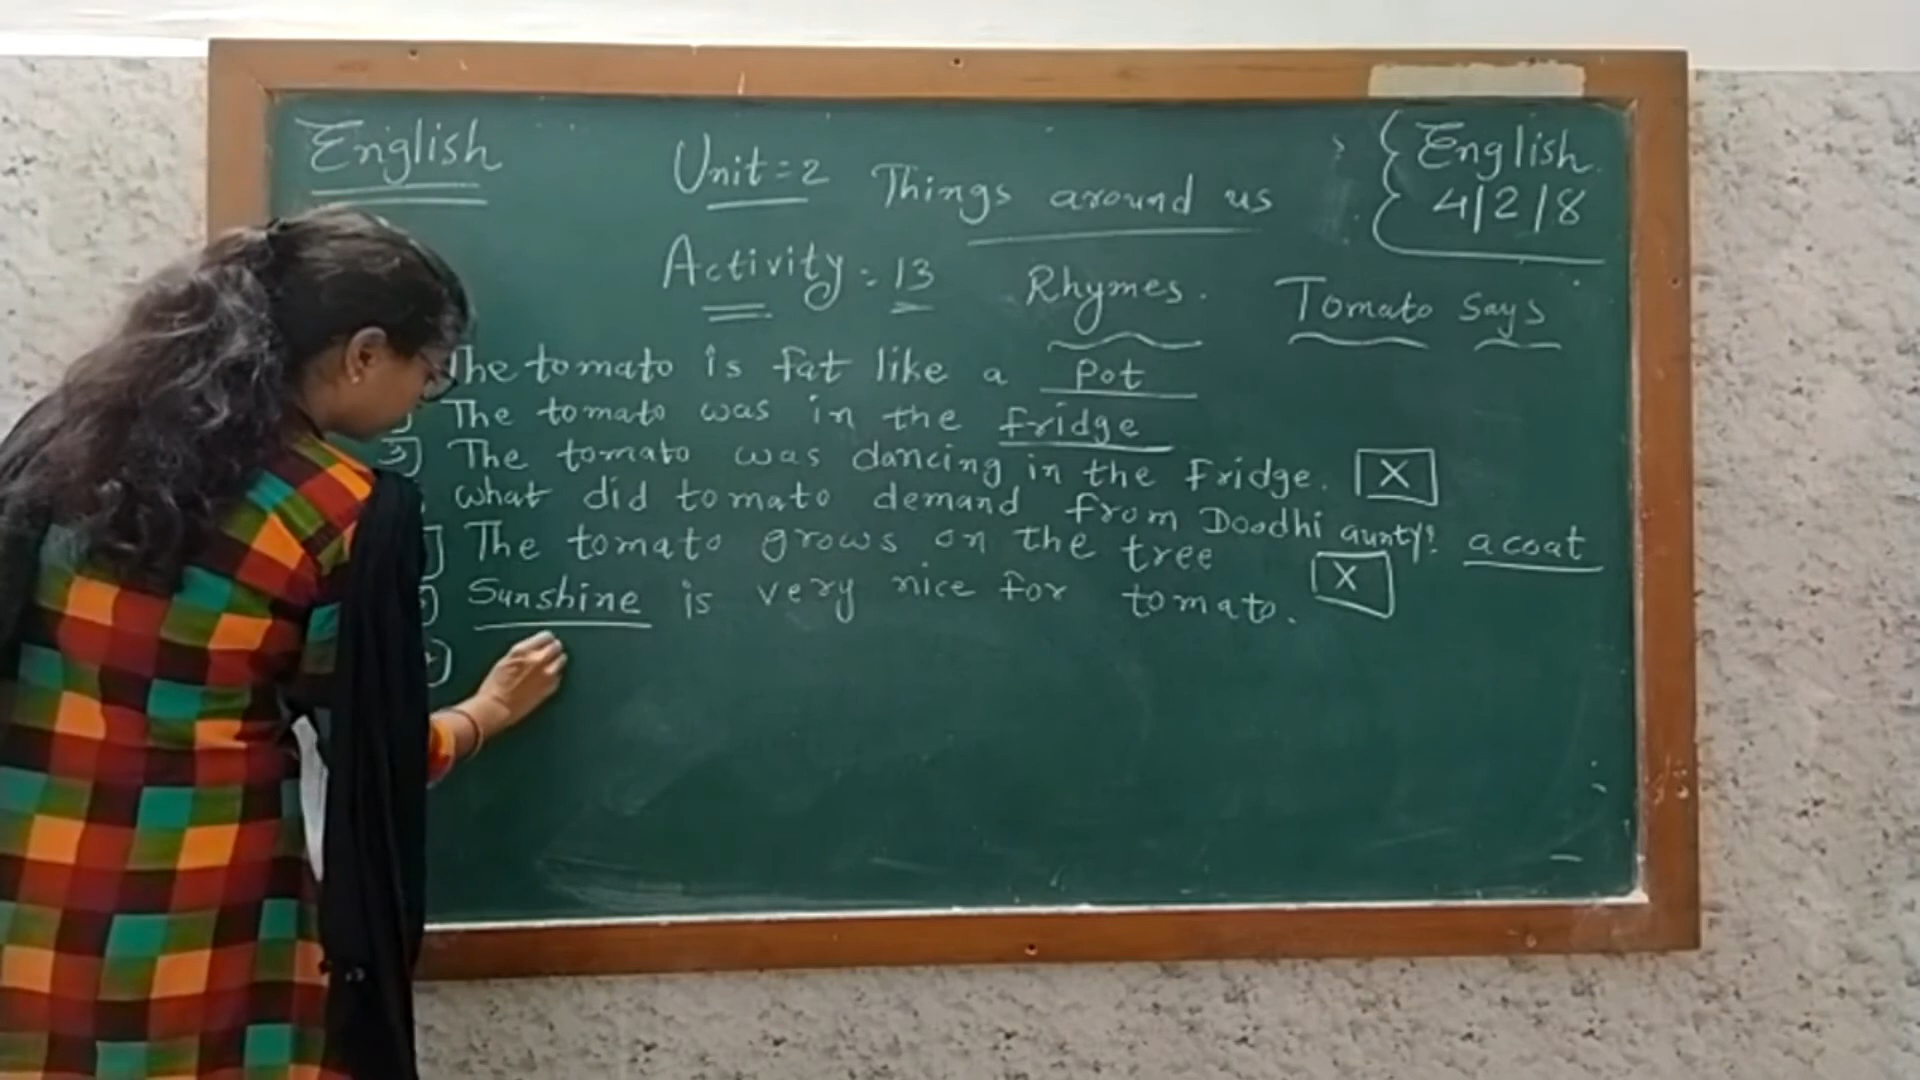 English
Unit=2 Things around us
English
4/2/8
Activity: 13 Rhymes. Tomato says
The tomato is fat like a Pot
The tomato was in the fridge
3) The tomato was dancing in the fridge. X
what did tomato demand from Doodhi aunty? a coat
The tomato grows on the tree X
Sunshine is very nice for tomato.